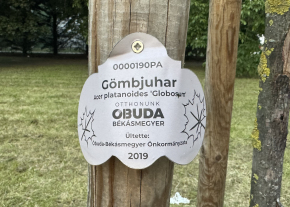 0000190PA
Gömbjuhar
Acer platanoides 'Globosum'
OTTHONUNK
ÓBUDA
BÉKÁSMEGYER
Ültette:
Óbuda-Békásmegyer Önkormányzata
2019